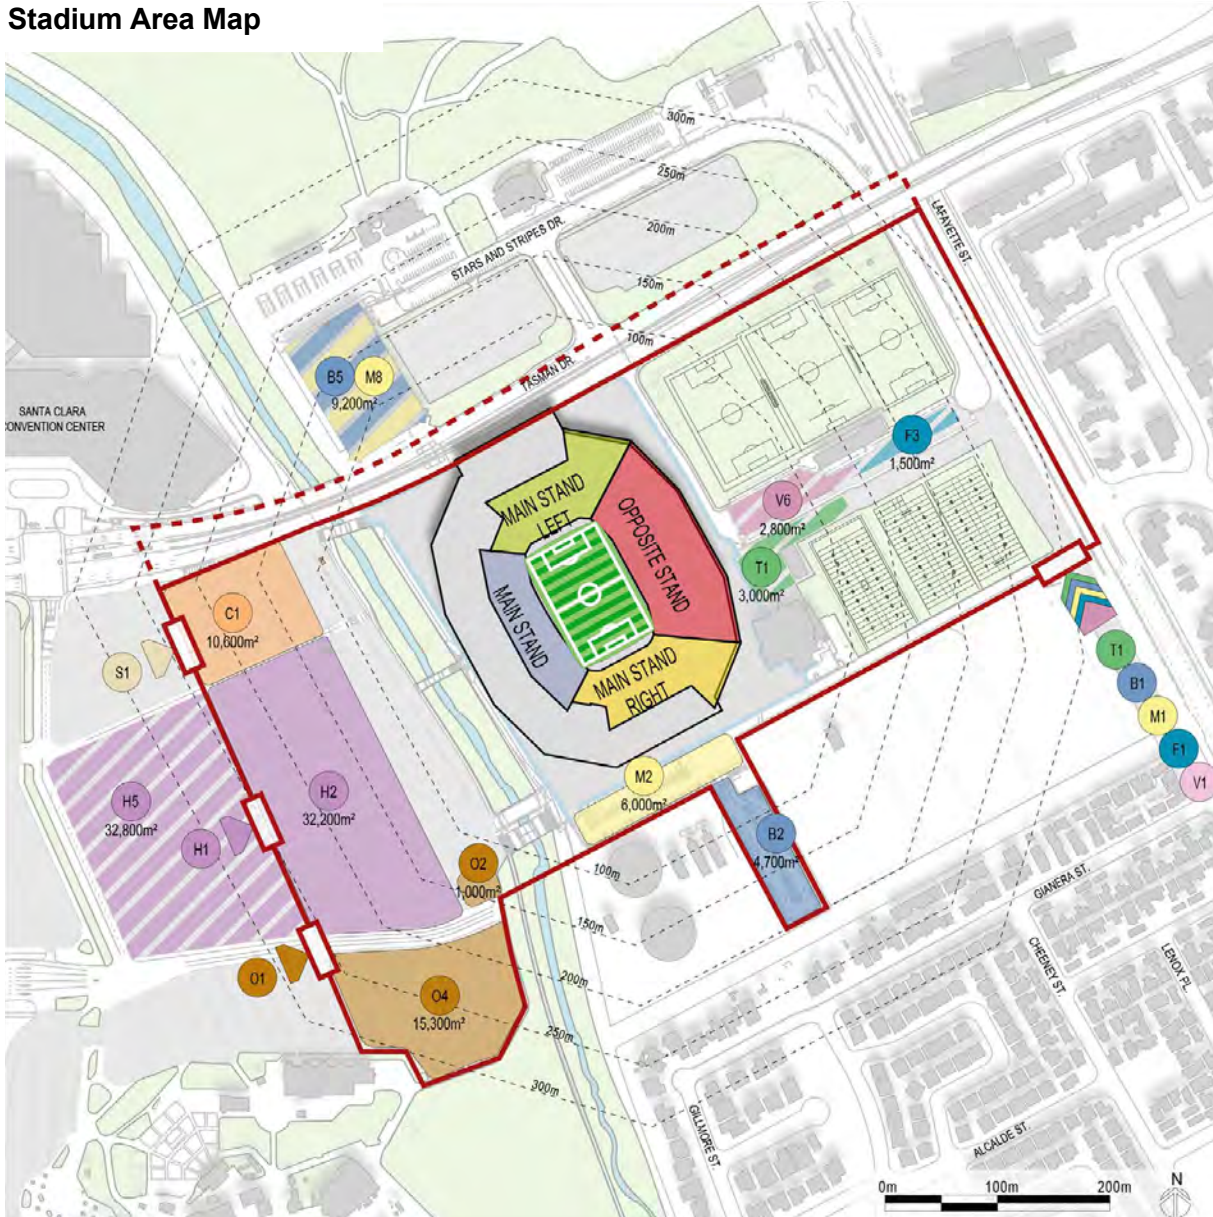 Stadium Area Map
300m
250m
200m
150m
100m
LAFAYETTE ST.
STARS AND STRIPES DR.
TASMAN DR.
B5
M8
9,200m²
SANTA CLARA
CONVENTION CENTER
F3
1,500m²
V6
2,800m²
T1
3,000m²
MAIN STAND
LEFT
OPPOSITE STAND
MAIN STAND
MAIN STAND
RIGHT
C1
10,600m²
S1
T1
B1
M1
F1
V1
H5
32,800m²
H1
H2
32,200m²
M2
6,000m²
B2
4,700m²
O2
1,000m²
O1
O4
15,300m²
100m
150m
200m
250m
300m
GIANERA ST.
CHEENEY ST.
LENOX PL.
GILLMORE ST.
ALCALDE ST.
0m
100m
200m
N